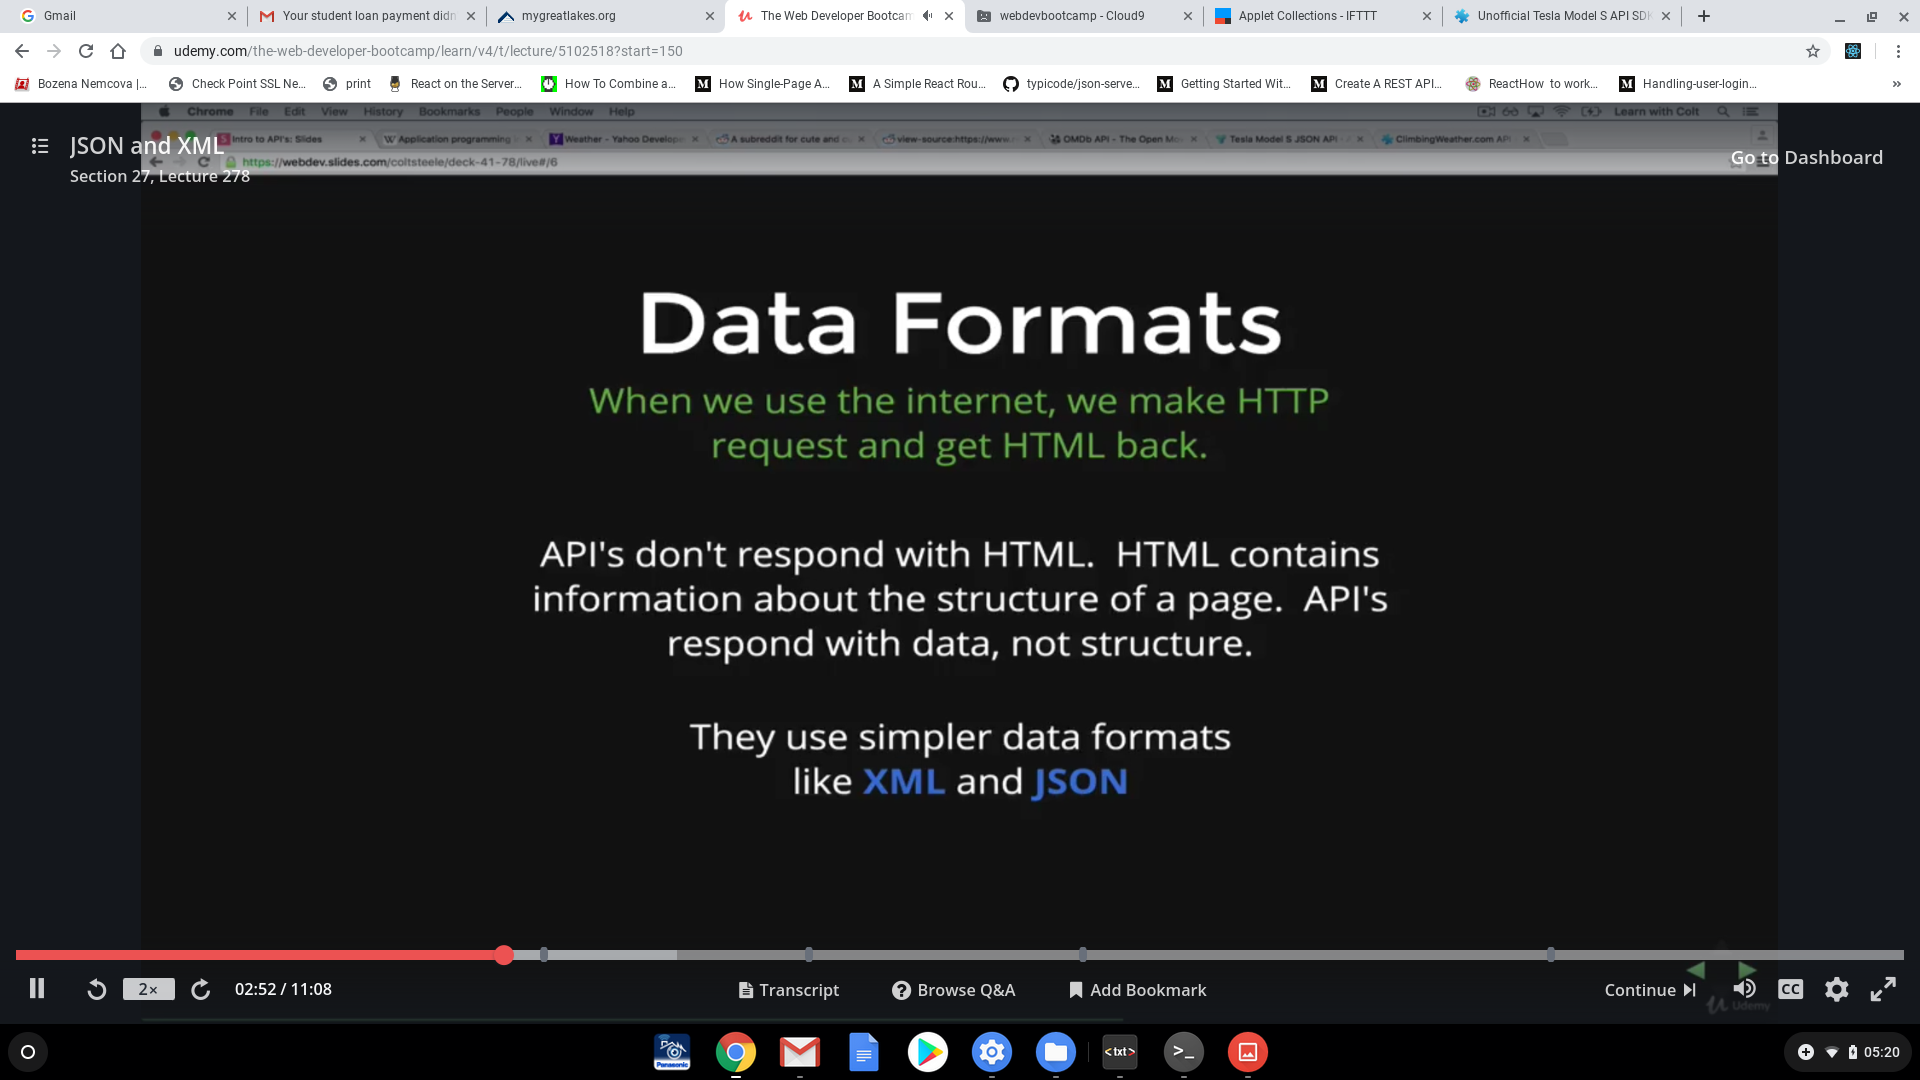 Gmail
Your student loan payment didn
mygreatlakes.org
The Web Developer Bootcam
webdevbootcamp - Cloud9
Applet Collections - IFTTT
Unofficial Tesla Model S API SDK
udemy.com/the-web-developer-bootcamp/learn/v4/t/lecture/5102518?start=150
Bozena Nemcova |...
Check Point SSL Ne...
print
React on the Server...
How To Combine a...
How Single-Page A...
A Simple React Rou...
typicode/json-serve...
Getting Started Wit...
Create A REST API...
ReactHow to work...
Handling-user-login...
»
Chrome File Edit View History Bookmarks People Window Help
Learn with Colt
Intro to API's: Slides
Application programming
Weather - Yahoo Develope
A subreddit for cute and
view-source:https://www.
OMDb API - The Open Mo
Tesla Model S JSON API
ClimbingWeather.com API
JSON and XML
https://webdev.slides.com/coltsteele/deck-41-78/live#/6
Go to Dashboard
Section 27, Lecture 278
Data Formats
When we use the internet, we make HTTP
request and get HTML back.
API's don't respond with HTML. HTML contains
information about the structure of a page. API's
respond with data, not structure.
They use simpler data formats
like XML and JSON
2×
02:52 / 11:08
Transcript
Browse Q&A
Add Bookmark
Continue
CC
Udemy
Panasonic
<txt>
>_
05:20